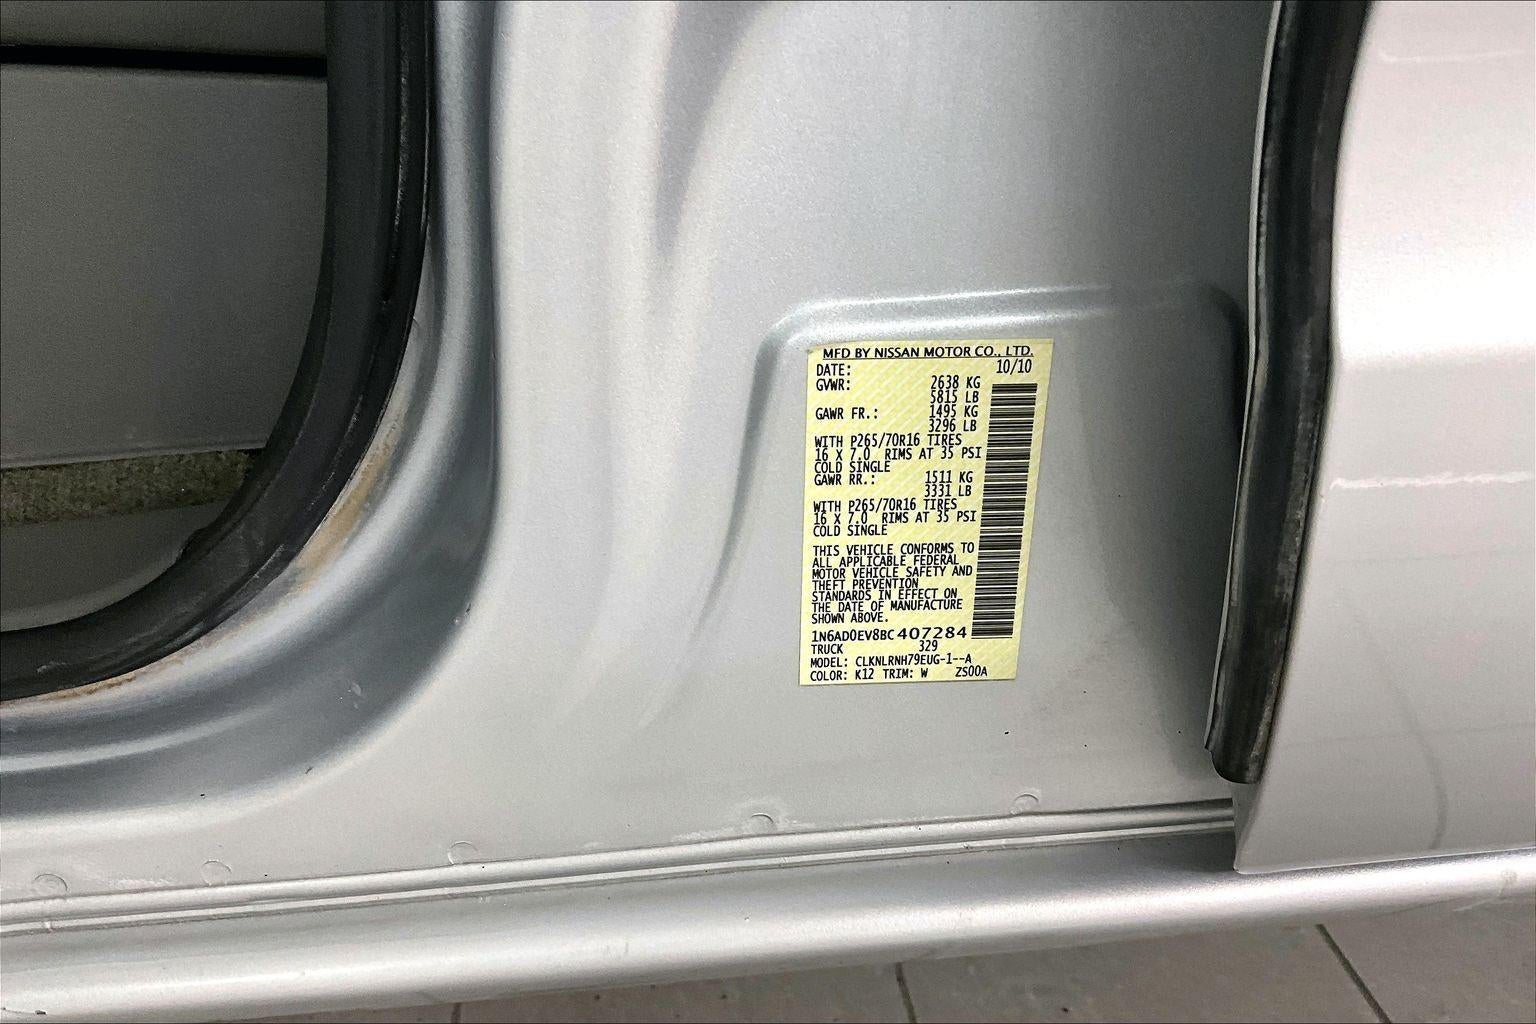 MFD BY NISSAN MOTOR CO., LTD.
DATE: 10/10
GVWR: 2638 KG
5815 LB
GAWR FR.: 1495 KG
3296 LB
WITH P265/70R16 TIRES
16 X 7.0 RIMS AT 35 PSI
COLD SINGLE
GAWR RR.: 1511 KG
3331 LB
WITH P265/70R16 TIRES
16 X 7.0 RIMS AT 35 PSI
COLD SINGLE
THIS VEHICLE CONFORMS TO
ALL APPLICABLE FEDERAL
MOTOR VEHICLE SAFETY AND
THEFT PREVENTION
STANDARDS IN EFFECT ON
THE DATE OF MANUFACTURE
SHOWN ABOVE.
1N6AD0EV8BC407284
TRUCK 329
MODEL: CLKNLRNH79EUG-1--A
COLOR: K12 TRIM: W ZS00A